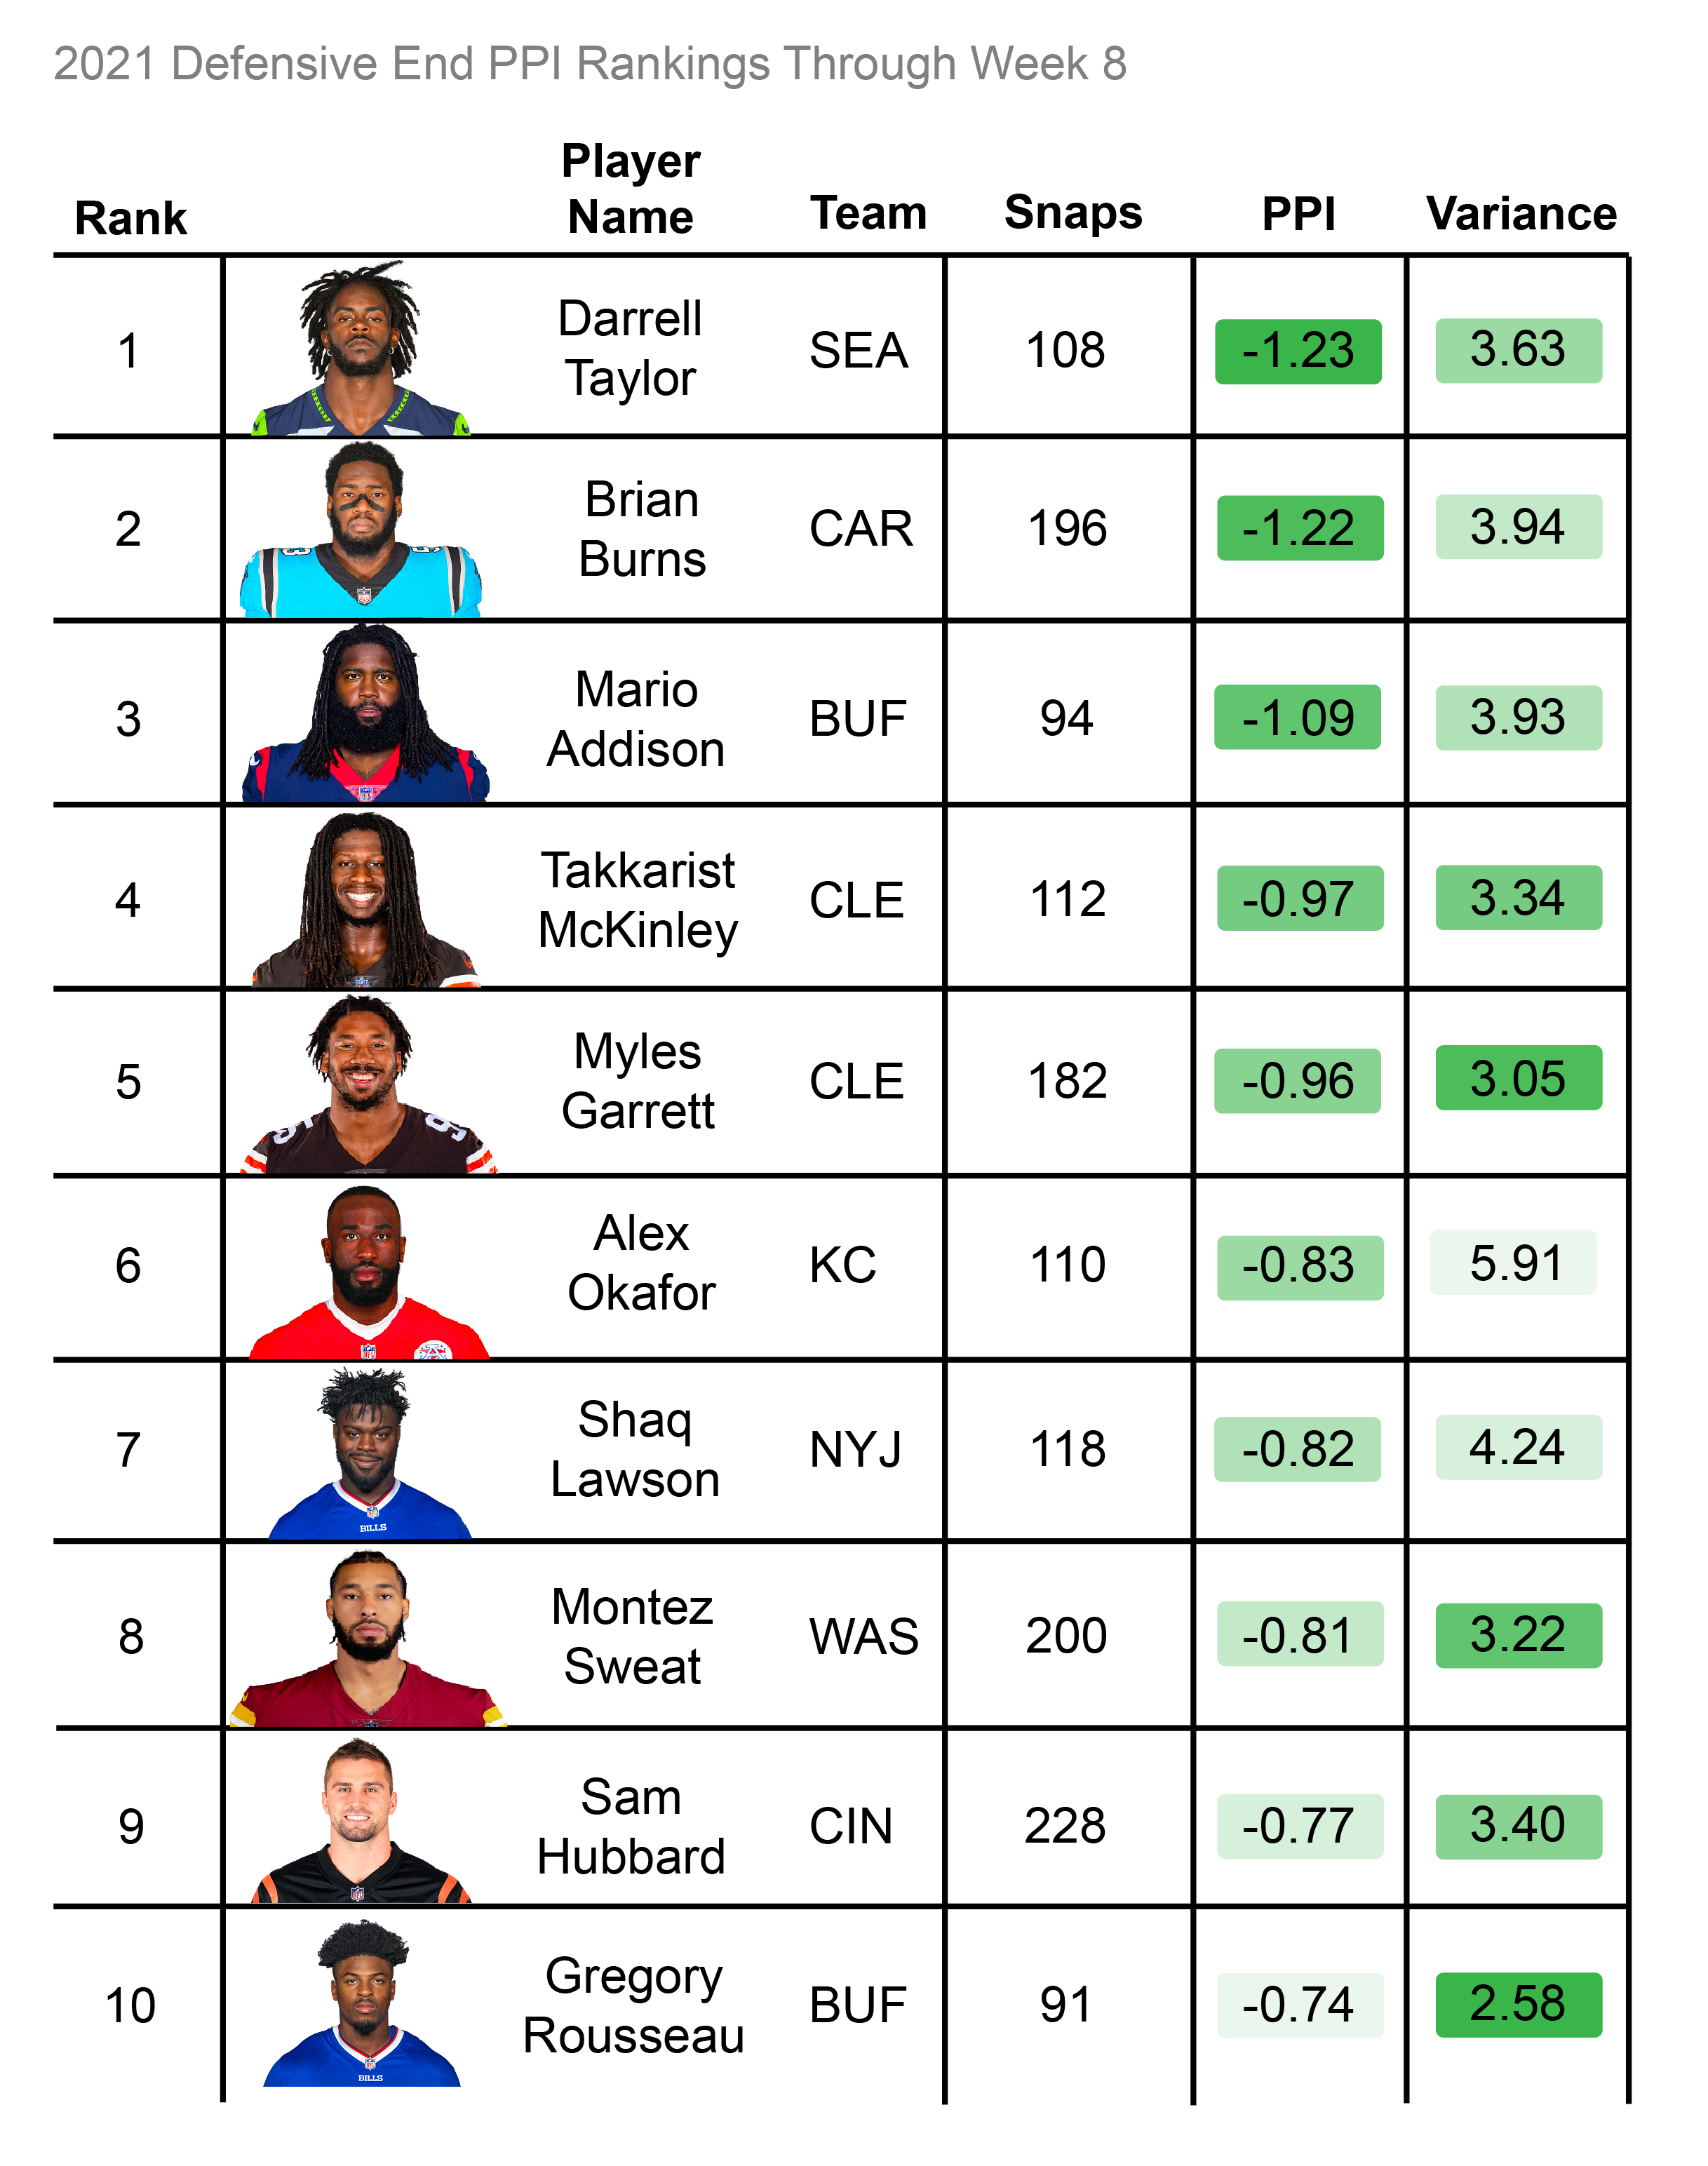 2021 Defensive End PPI Rankings Through Week 8
Rank Player Name Team Snaps PPI Variance
1 Darrell Taylor SEA 108 -1.23 3.63
2 Brian Burns CAR 196 -1.22 3.94
3 Mario Addison BUF 94 -1.09 3.93
4 Takkarist McKinley CLE 112 -0.97 3.34
5 Myles Garrett CLE 182 -0.96 3.05
6 Alex Okafor KC 110 -0.83 5.91
7 Shaq Lawson NYJ 118 -0.82 4.24
BILLS
8 Montez Sweat WAS 200 -0.81 3.22
9 Sam Hubbard CIN 228 -0.77 3.40
10 Gregory Rousseau BUF 91 -0.74 2.58
BILLS